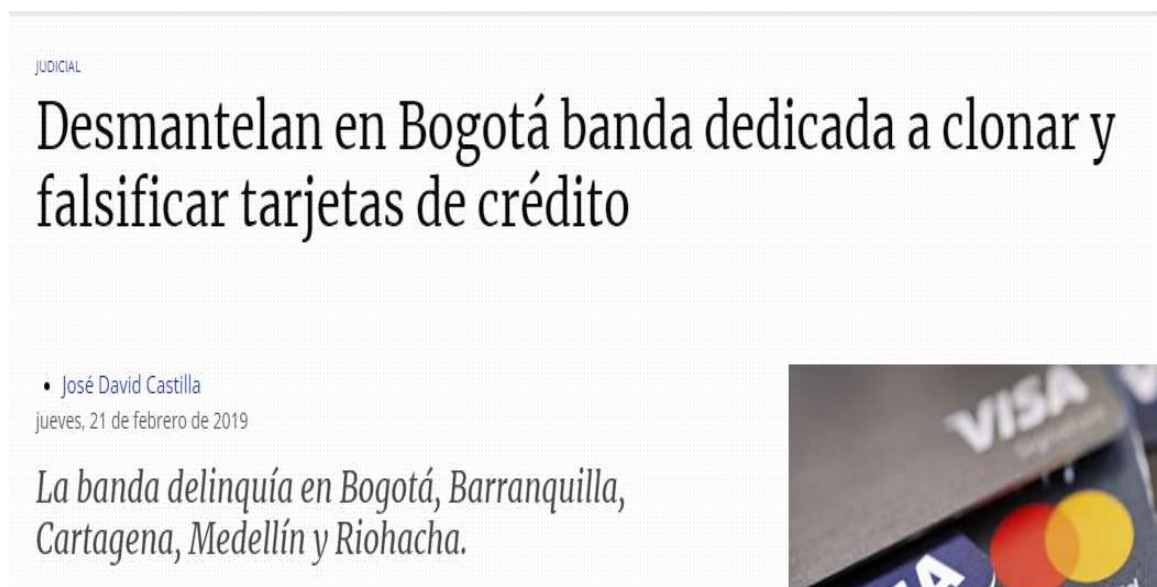 JUDICIAL
Desmantelan en Bogotá banda dedicada a clonar y
falsificar tarjetas de crédito
José David Castilla
jueves, 21 de febrero de 2019
La banda delinquía en Bogotá, Barranquilla,
Cartagena, Medellín y Riohacha.
VISA